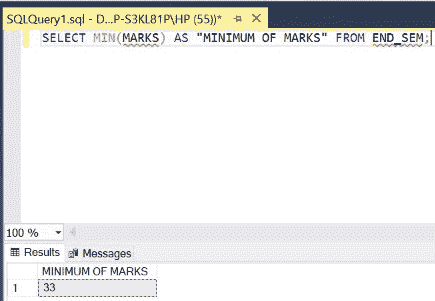 SQLQuery1.sql - D...P-S3KL81P\HP (55))*
SELECT MIN(MARKS) AS "MINIMUM OF MARKS" FROM END_SEM;
100 %
Results Messages
MINIMUM OF MARKS
1 33